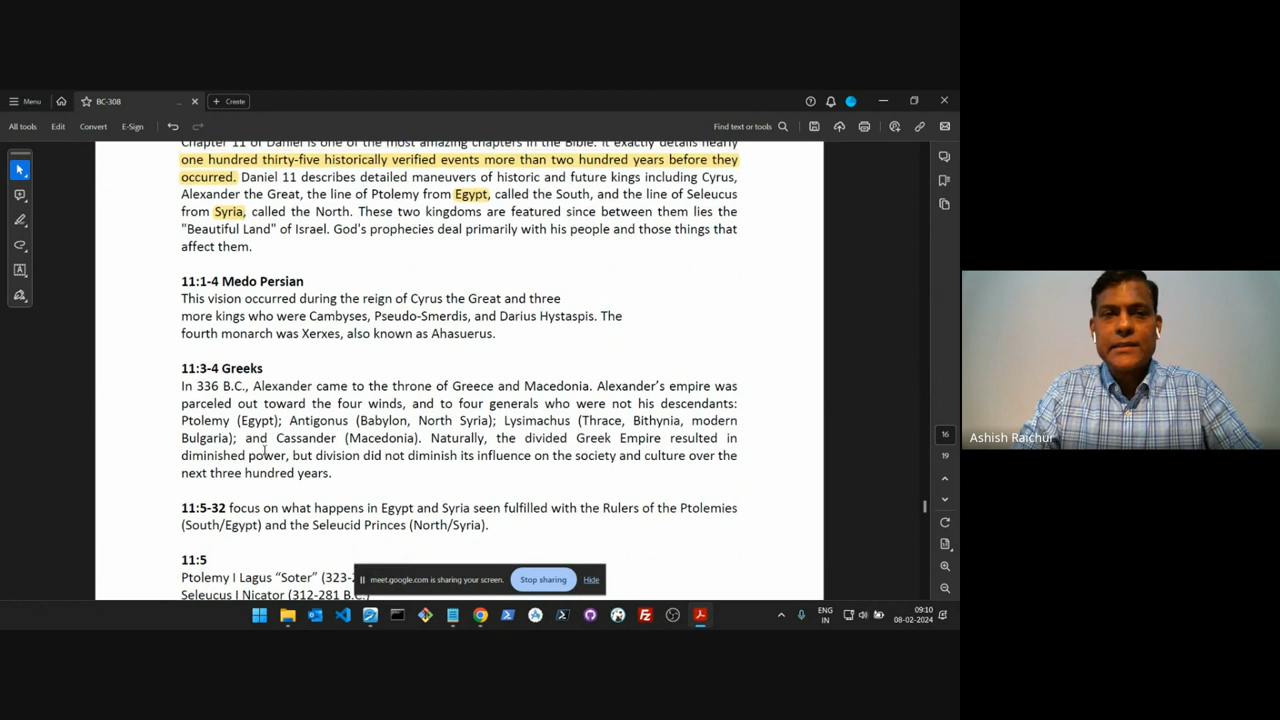 Menu
BC-308
...
Create
All tools
Edit
Convert
E-Sign
Find text or tools
Chapter 11 of Daniel is one of the most amazing chapters in the Bible. It exactly details nearly
one hundred thirty-five historically verified events more than two hundred years before they
occurred. Daniel 11 describes detailed maneuvers of historic and future kings including Cyrus,
Alexander the Great, the line of Ptolemy from Egypt, called the South, and the line of Seleucus
from Syria, called the North. These two kingdoms are featured since between them lies the
"Beautiful Land" of Israel. God's prophecies deal primarily with his people and those things that
affect them.
11:1-4 Medo Persian
This vision occurred during the reign of Cyrus the Great and three
more kings who were Cambyses, Pseudo-Smerdis, and Darius Hystaspis. The
fourth monarch was Xerxes, also known as Ahasuerus.
11:3-4 Greeks
In 336 B.C., Alexander came to the throne of Greece and Macedonia. Alexander’s empire was
parceled out toward the four winds, and to four generals who were not his descendants:
Ptolemy (Egypt); Antigonus (Babylon, North Syria); Lysimachus (Thrace, Bithynia, modern
Bulgaria); and Cassander (Macedonia). Naturally, the divided Greek Empire resulted in
diminished power, but division did not diminish its influence on the society and culture over the
next three hundred years.
11:5-32 focus on what happens in Egypt and Syria seen fulfilled with the Rulers of the Ptolemies
(South/Egypt) and the Seleucid Princes (North/Syria).
11:5
Ptolemy I Lagus “Soter” (323-
Seleucus I Nicator (312-281 B.C.)
meet.google.com is sharing your screen.
Stop sharing
Hide
16
19
ENG
IN
09:10
08-02-2024
Ashish Raichur